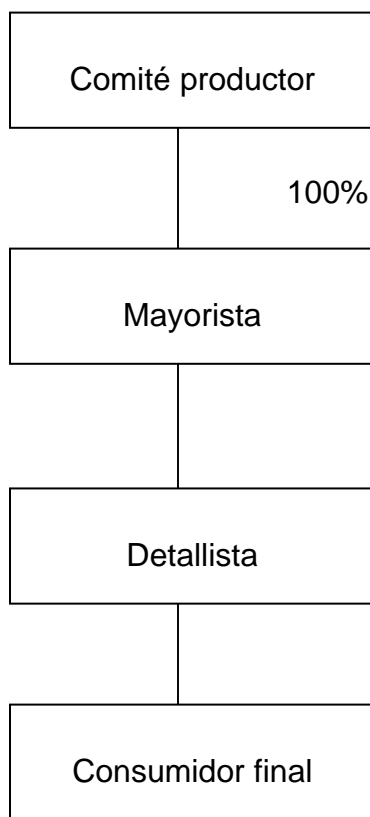 Comité productor
100%
Mayorista
Detallista
Consumidor final